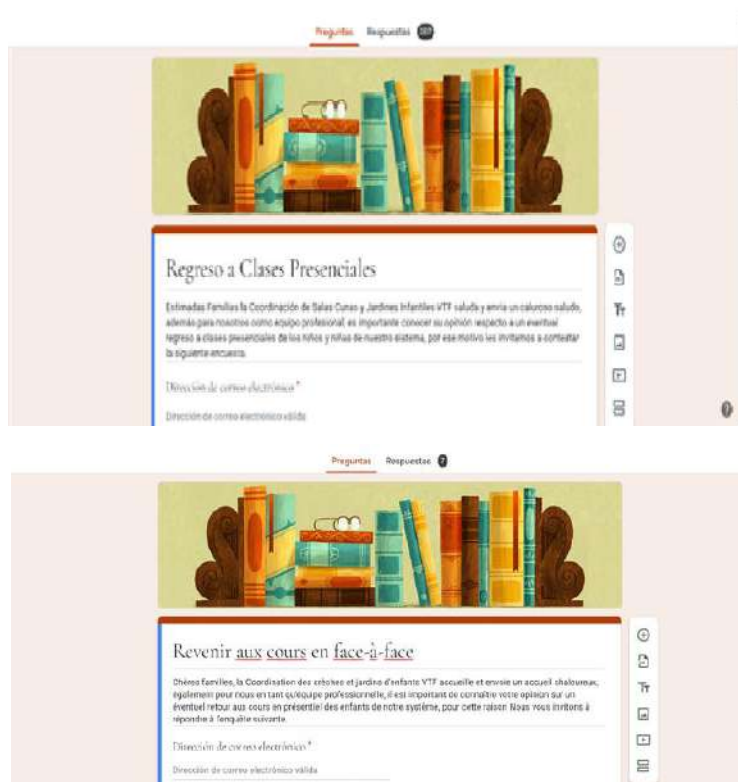 Preguntas Respuestas
Regreso a Clases Presenciales
Estimadas Familias la Coordinación de Salas Cunas y Jardines Infantiles VTF saluda y envia un caluroso saludo,
además para nosotros como equipo profesional, es importante conocer su opinión respecto a un eventual
regreso a clases presenciales de los niños y niñas de nuestro sistema, por ese motivo les invitamos a contestar
la siguiente encuesta.
Dirección de correo electrónico *
Dirección de correo electrónico válida
Preguntas Respuestas 7
Revenir aux cours en face-à-face
Chères familles, la Coordination des crèches et jardins d'enfants VTF accueille et envoie un accueil chaleureux,
également pour nous en tant qu'équipe professionnelle, il est important de connaître votre opinion sur un
éventuel retour aux cours en présentiel des enfants de notre système, pour cette raison Nous vous invitons à
répondre à l'enquête suivante.
Dirección de correo electrónico *
Dirección de correo electrónico válida